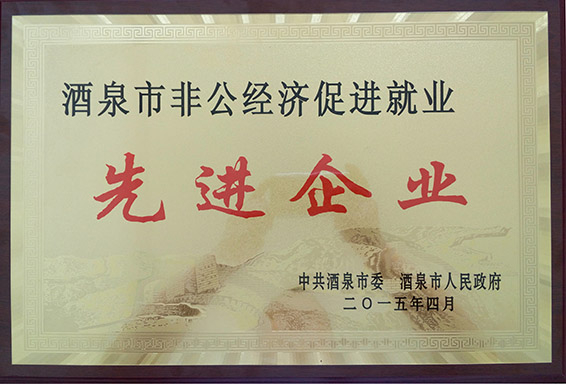 酒泉市非公经济促进就业
先进企业
中共酒泉市委 酒泉市人民政府
二〇一五年四月